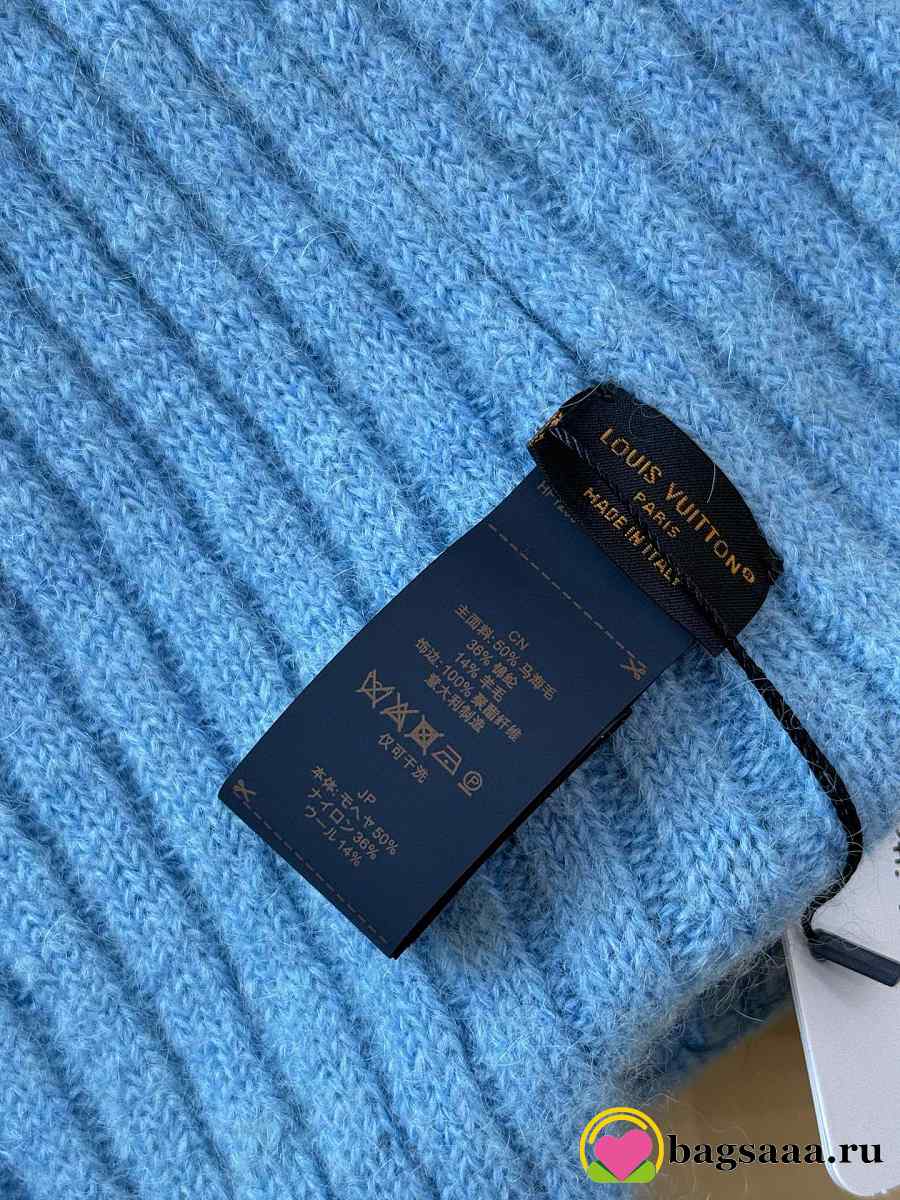 LOUIS VUITTON
PARIS
MADE IN ITALY
CN
主面料: 50% 马海毛
36% 锦纶
14% 羊毛
饰边: 100% 聚酯纤维
意大利制造
仅可干洗
JP
本体: モヘヤ 50%
ナイロン 36%
ウール 14%
bagsaaa.ru